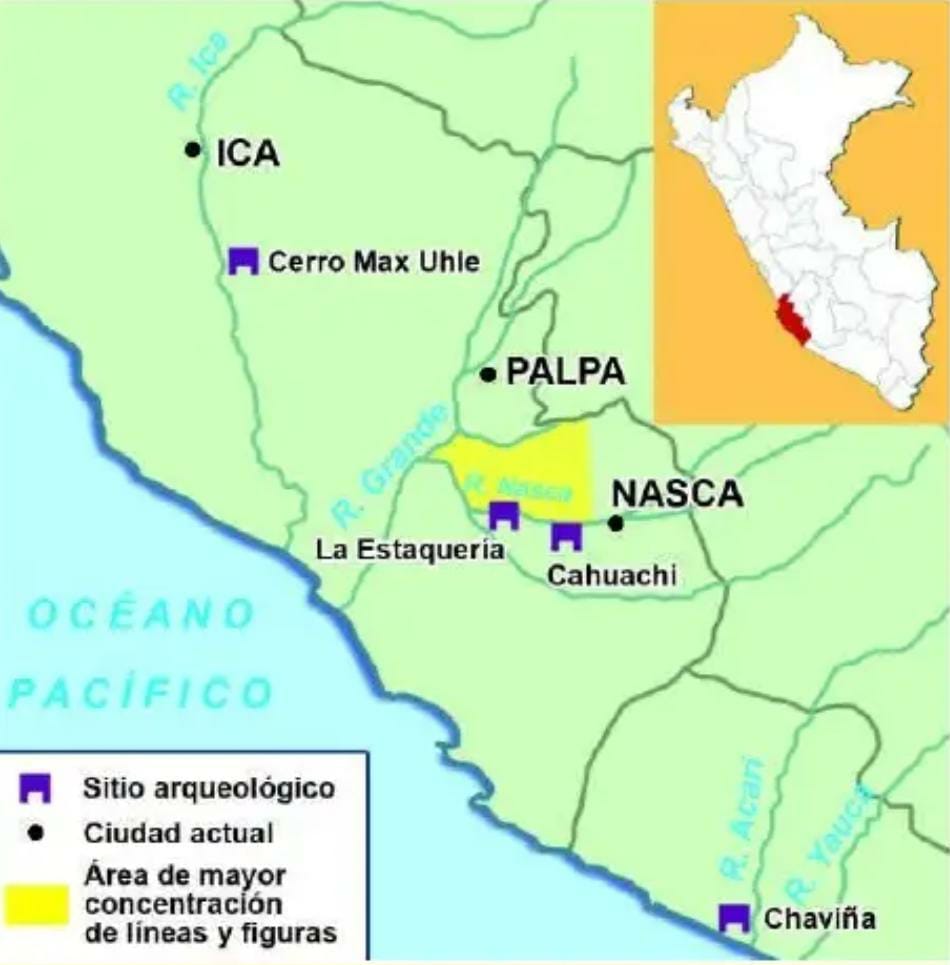 R. Ica
ICA
Cerro Max Uhle
PALPA
R. Grande
R. Nasca
NASCA
La Estaquería
Cahuachi
OCÉANO
PACÍFICO
R. Acarí
R. Yauca
Chaviña
Sitio arqueológico
Ciudad actual
Área de mayor
concentración
de líneas y figuras